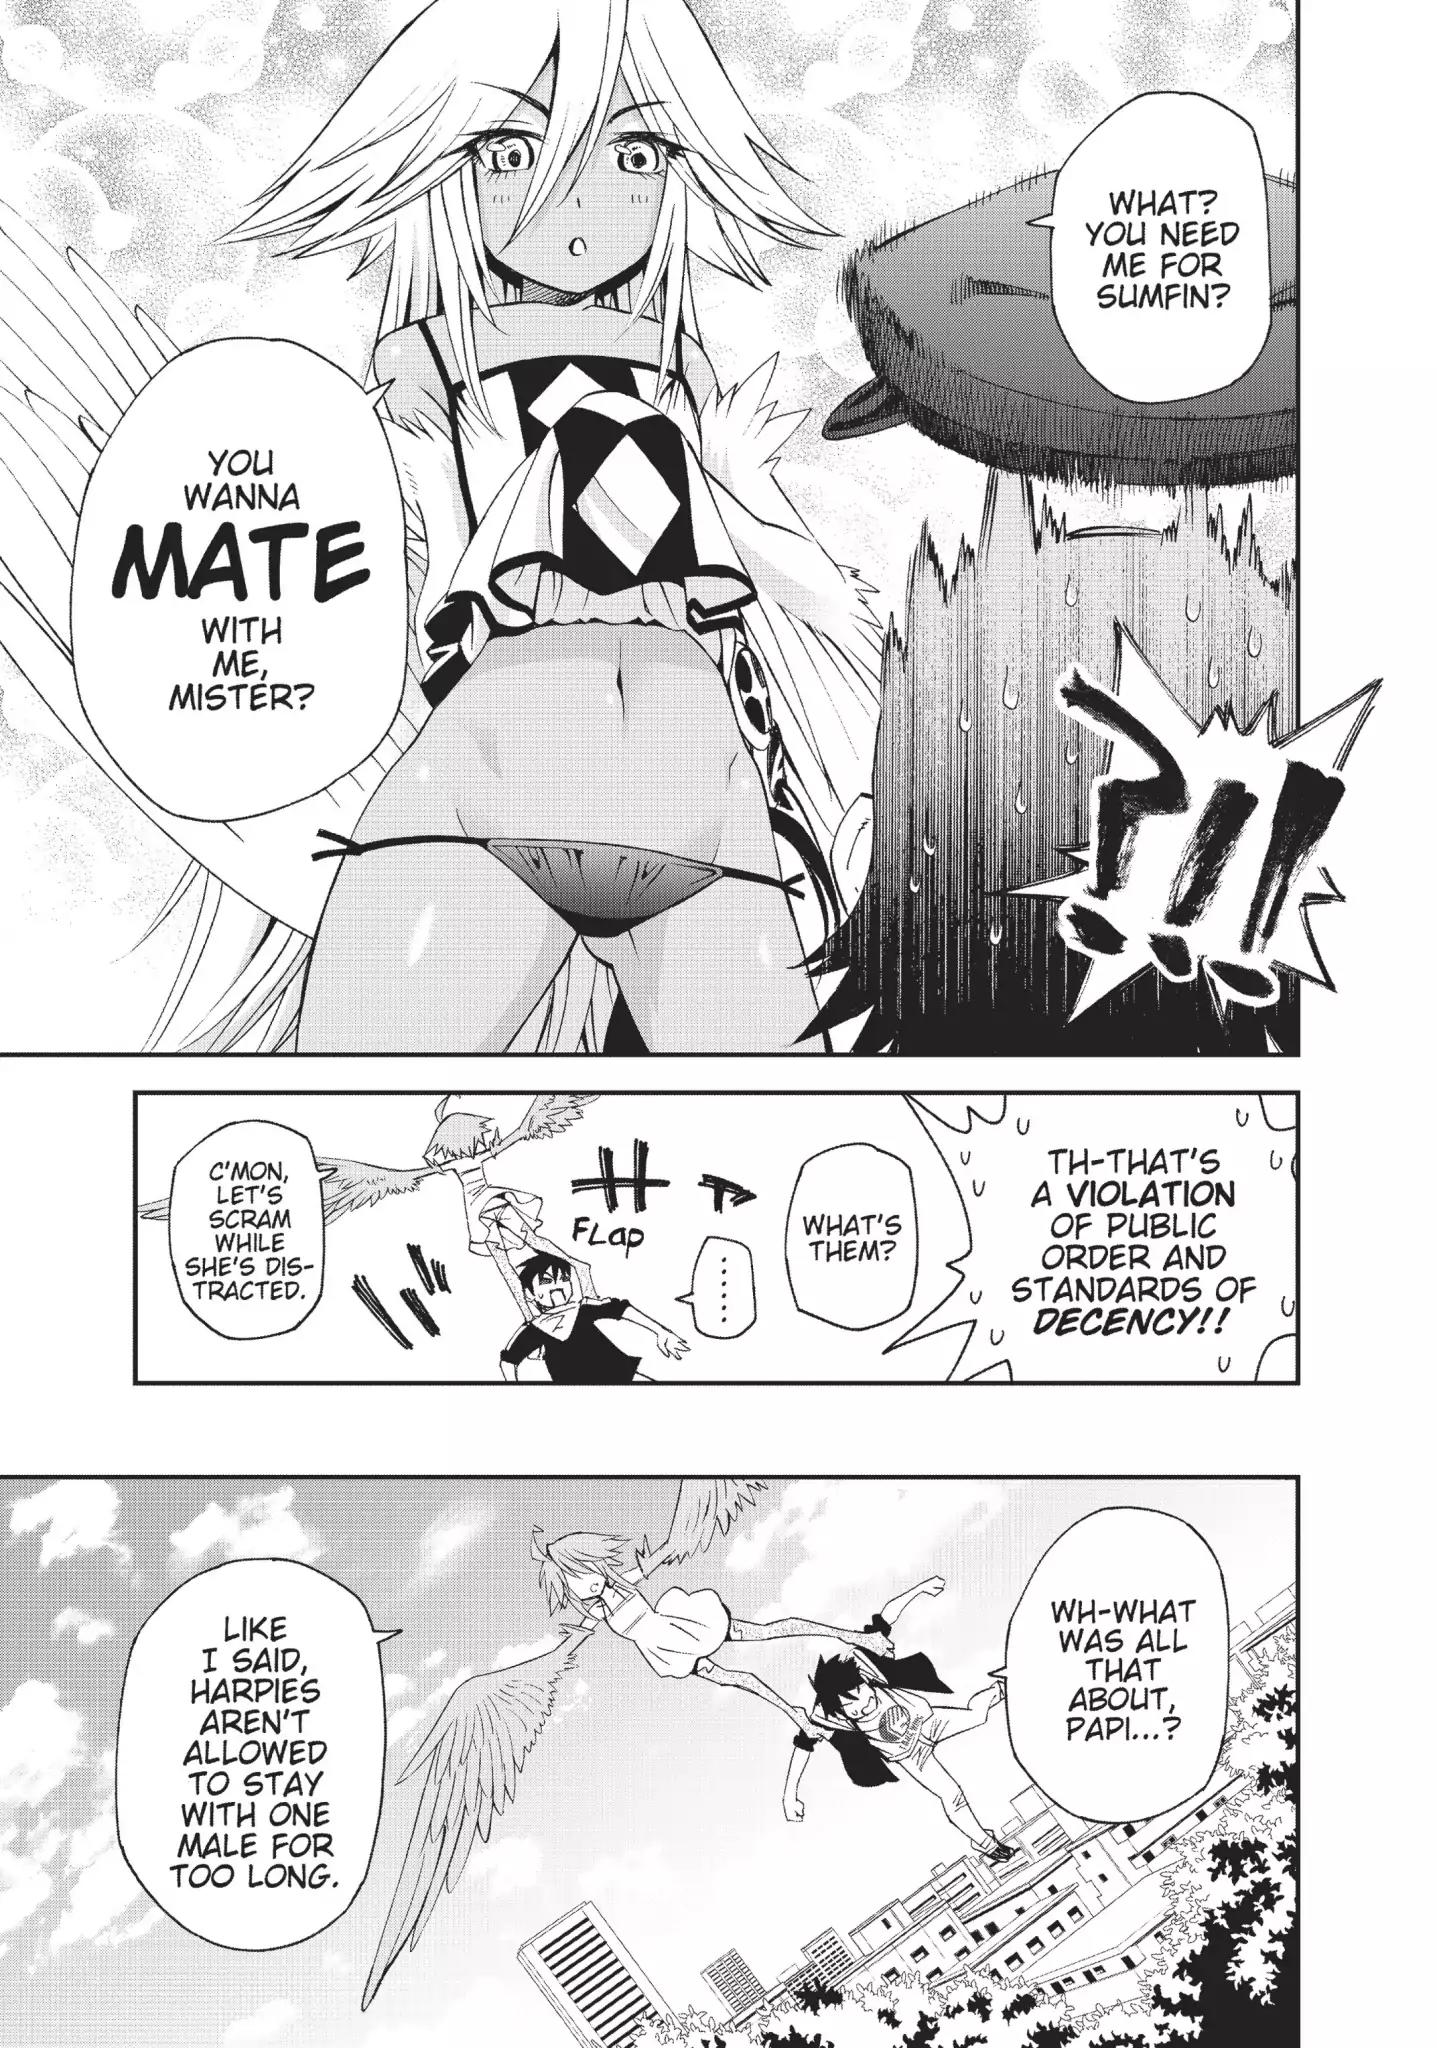 WHAT?
YOU NEED
ME FOR
SUMFIN?
YOU
WANNA
MATE
WITH
ME,
MISTER?
?!!!
TH-THAT'S
A VIOLATION
OF PUBLIC
ORDER AND
STANDARDS OF
DECENCY!!
WHAT'S
THEM?
......
FLAP
C'MON,
LET'S
SCRAM
WHILE
SHE'S DIS-
TRACTED.
WH-WHAT
WAS ALL
THAT
ABOUT,
PAPI...?
LIKE
I SAID,
HARPIES
AREN'T
ALLOWED
TO STAY
WITH ONE
MALE FOR
TOO LONG.